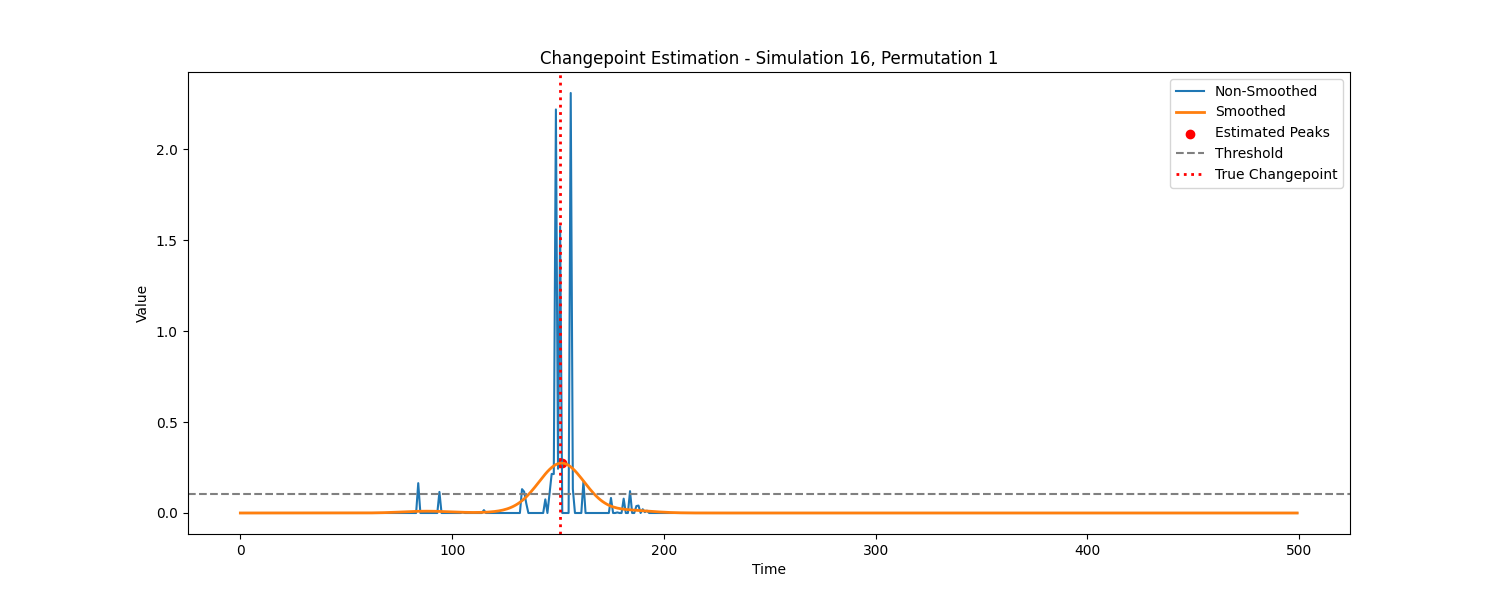 Changepoint Estimation - Simulation 16, Permutation 1
Non-Smoothed
Smoothed
Estimated Peaks
Threshold
True Changepoint
2.0
1.5
1.0
0.5
0.0
Value
0 100 200 300 400 500
Time